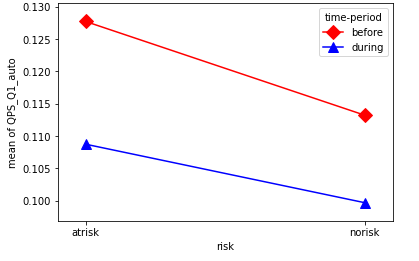 0.130
0.125
0.120
0.115
0.110
0.105
0.100
mean of QPS_Q1_auto
time-period
before
during
atrisk
norisk
risk